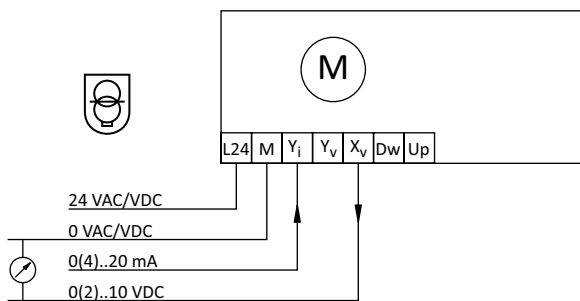 M
L24 M Yi Yv Xv Dw Up
24 VAC/VDC
0 VAC/VDC
0(4)..20 mA
0(2)..10 VDC